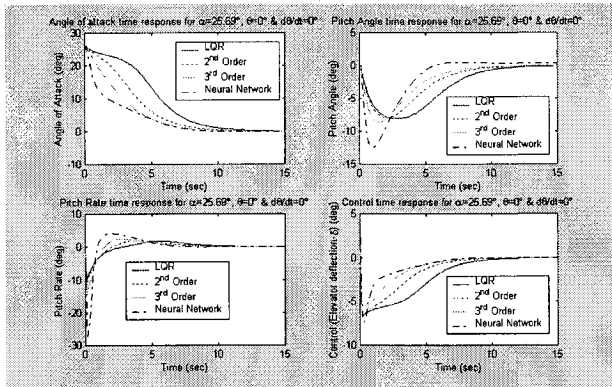 Angle of attack time response for α=25.69°, θ=0° & dθ/dt=0°
Angle of Attack (deg)
30
20
10
0
-10
LQR
2nd Order
3rd Order
Neural Network
0
5
10
15
Time (sec)
Pitch Angle time response for α=25.69°, θ=0° & dθ/dt=0°
Pitch Angle (deg)
5
0
-5
-10
-15
LQR
2nd Order
3rd Order
Neural Network
0
5
10
15
Time (sec)
Pitch Rate time response for α=25.69°, θ=0° & dθ/dt=0°
Pitch Rate (deg)
10
0
-10
-20
-30
LQR
2nd Order
3rd Order
Neural Network
0
5
10
15
Time (sec)
Control time response for α=25.69°, θ=0° & dθ/dt=0°
Control (Elevator deflection-δ) (deg)
5
0
-5
-10
LQR
2nd Order
3rd Order
Neural Network
0
5
10
15
Time (sec)